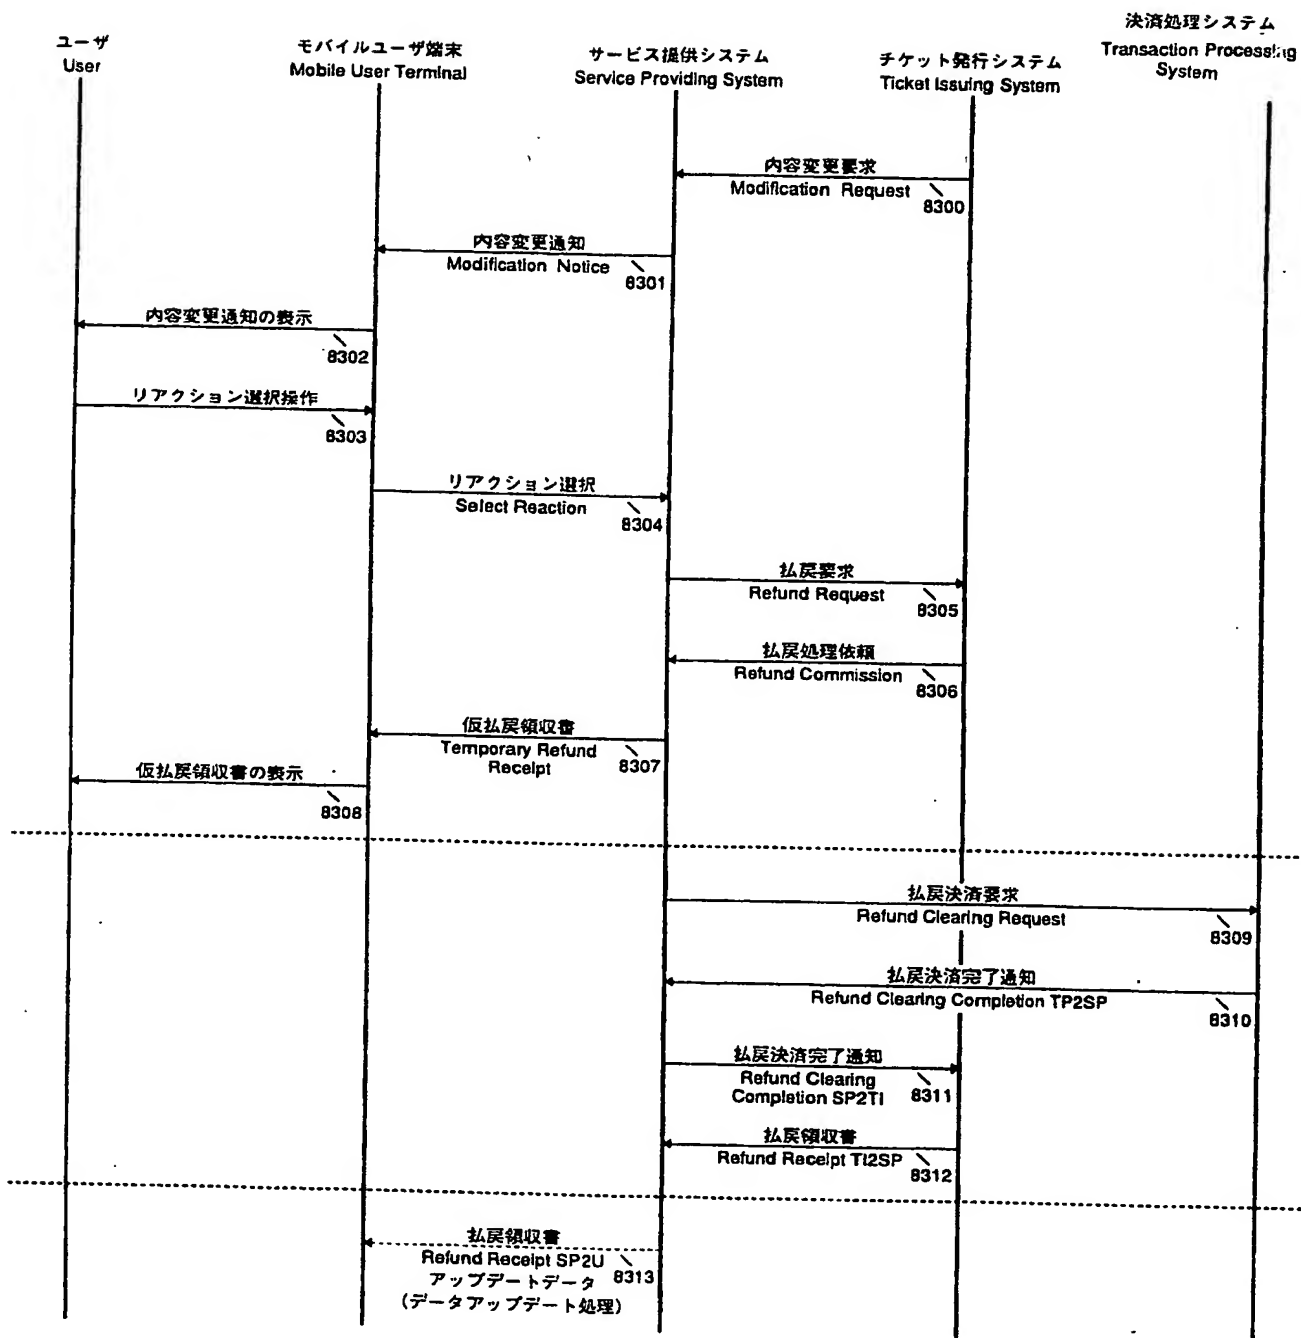 ユーザ
User
モバイルユーザ端末
Mobile User Terminal
サービス提供システム
Service Providing System
チケット発行システム
Ticket Issuing System
決済処理システム
Transaction Processing
System
内容変更要求
Modification Request
8300
内容変更通知
Modification Notice
8301
内容変更通知の表示
8302
リアクション選択操作
8303
リアクション選択
Select Reaction
8304
払戻要求
Refund Request
8305
払戻処理依頼
Refund Commission
8306
仮払戻領収書
Temporary Refund
Receipt
8307
仮払戻領収書の表示
8308
払戻決済要求
Refund Clearing Request
8309
払戻決済完了通知
Refund Clearing Completion TP2SP
8310
払戻決済完了通知
Refund Clearing
Completion SP2TI
8311
払戻領収書
Refund Receipt TI2SP
8312
払戻領収書
Refund Receipt SP2U
8313
アップデートデータ
(データアップデート処理)